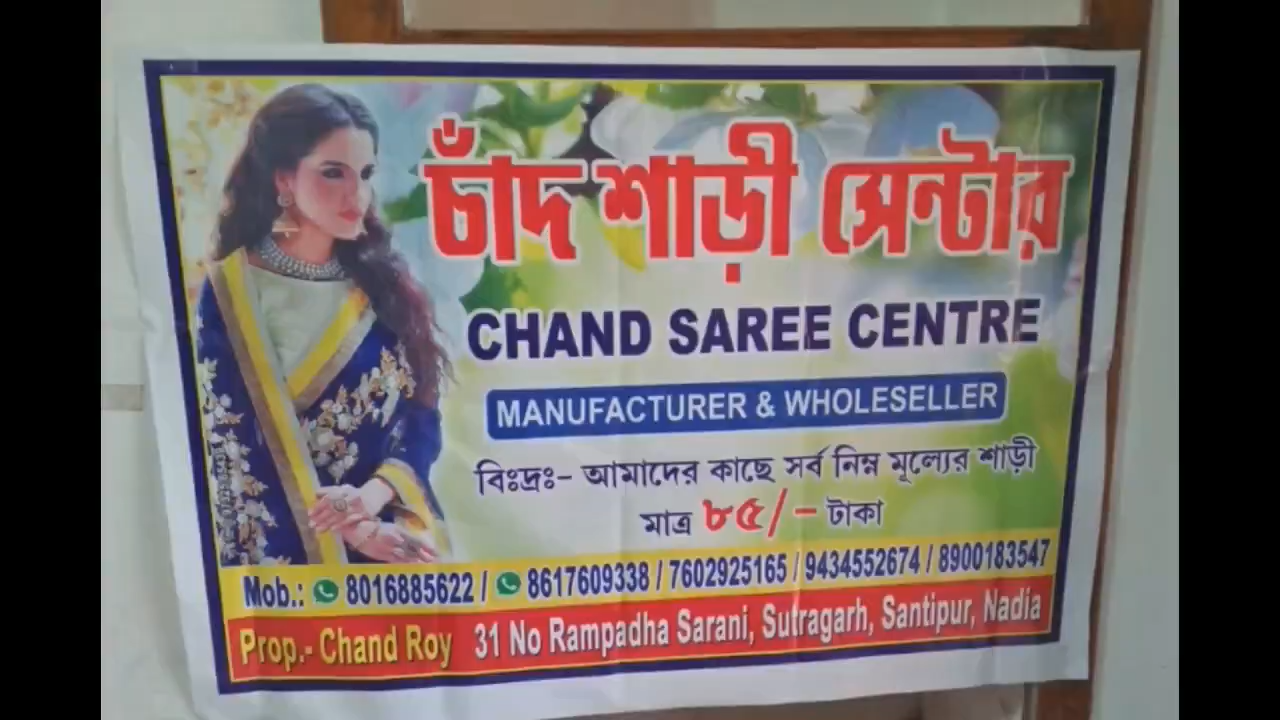 চাঁদ শাড়ী সেন্টার
CHAND SAREE CENTRE
MANUFACTURER & WHOLESELLER
বিঃদ্রঃ- আমাদের কাছে সর্ব নিম্ন মূল্যের শাড়ী
মাত্র ৮৫/- টাকা
Mob.: 8016885622 / 8617609338 / 7602925165 / 9434552674 / 8900183547
Prop.- Chand Roy 31 No Rampadha Sarani, Sutragarh, Santipur, Nadia